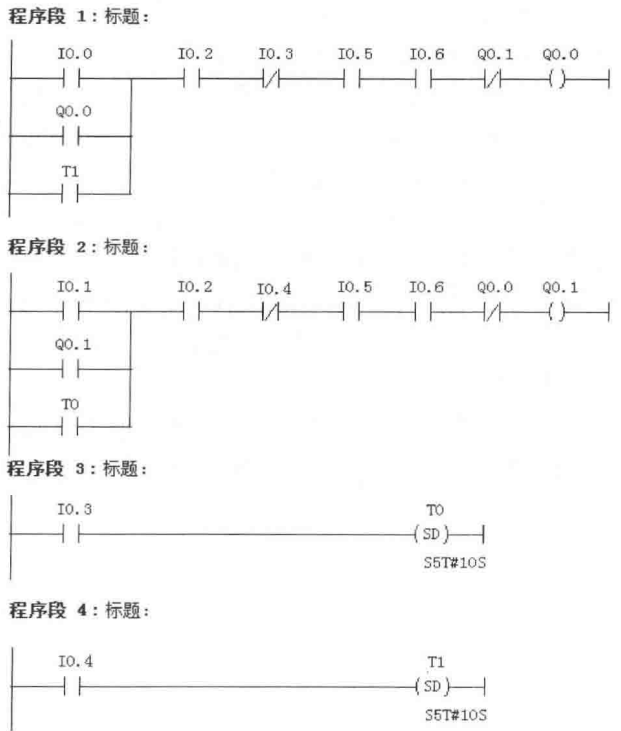 程序段 1：标题：
I0.0 I0.2 I0.3 I0.5 I0.6 Q0.1 Q0.0
Q0.0
T1
程序段 2：标题：
I0.1 I0.2 I0.4 I0.5 I0.6 Q0.0 Q0.1
Q0.1
T0
程序段 3：标题：
I0.3 T0
SD
S5T#10S
程序段 4：标题：
I0.4 T1
SD
S5T#10S